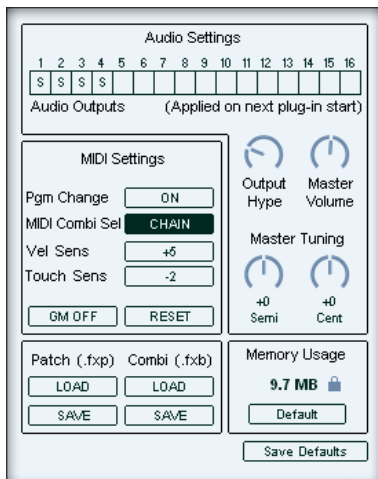 Audio Settings
1 2 3 4 5 6 7 8 9 10 11 12 13 14 15 16
S S S S
Audio Outputs (Applied on next plug-in start)
MIDI Settings
Pgm Change ON
MIDI Combi Sel CHAIN
Vel Sens +5
Touch Sens -2
GM OFF RESET
Output Hype
Master Volume
Master Tuning
+0 +0
Semi Cent
Patch (.fxp) Combi (.fxb)
LOAD LOAD
SAVE SAVE
Memory Usage
9.7 MB
Default
Save Defaults